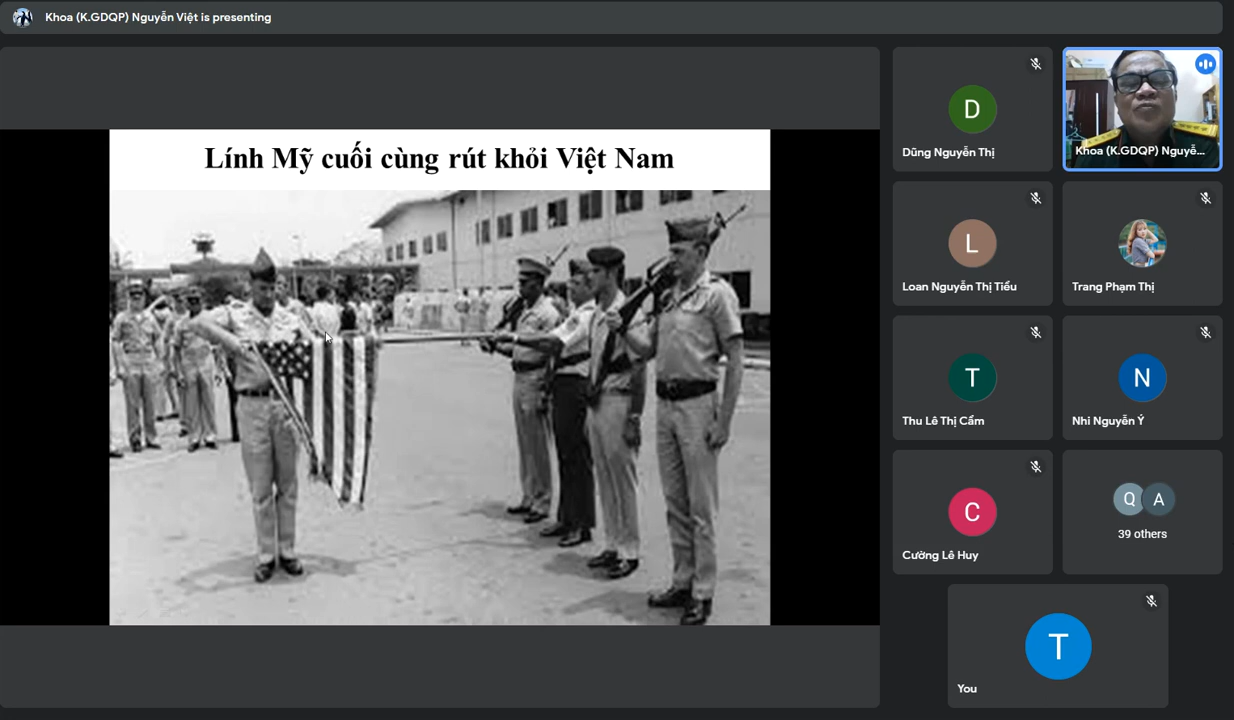 Khoa (K.GDQP) Nguyễn Việt is presenting
Lính Mỹ cuối cùng rút khỏi Việt Nam
D
Dũng Nguyễn Thị
Khoa (K.GDQP) Nguyễ...
L
Loan Nguyễn Thị Tiểu
Trang Phạm Thị
T
Thu Lê Thị Cẩm
N
Nhi Nguyễn Ý
C
Cường Lê Huy
Q A
39 others
T
You